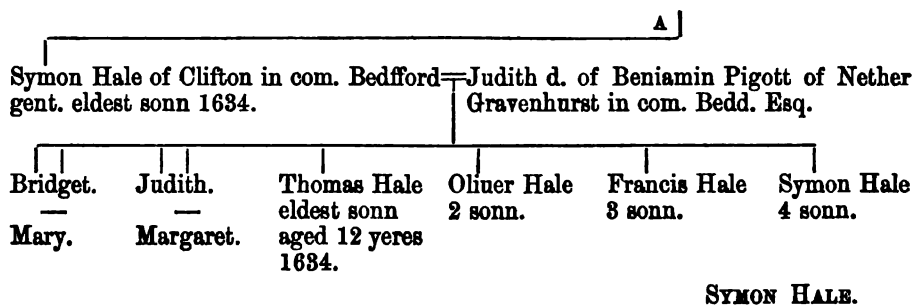 A
Symon Hale of Clifton in com. Bedfford=Judith d. of Beniamin Pigott of Nether
gent. eldest sonn 1634. Gravenhurst in com. Bedd. Esq.
Bridget. Judith. Thomas Hale Oliuer Hale Francis Hale Symon Hale
eldest sonn 2 sonn. 3 sonn. 4 sonn.
Mary. Margaret. aged 12 yeres
1634.
SYMON HALE.